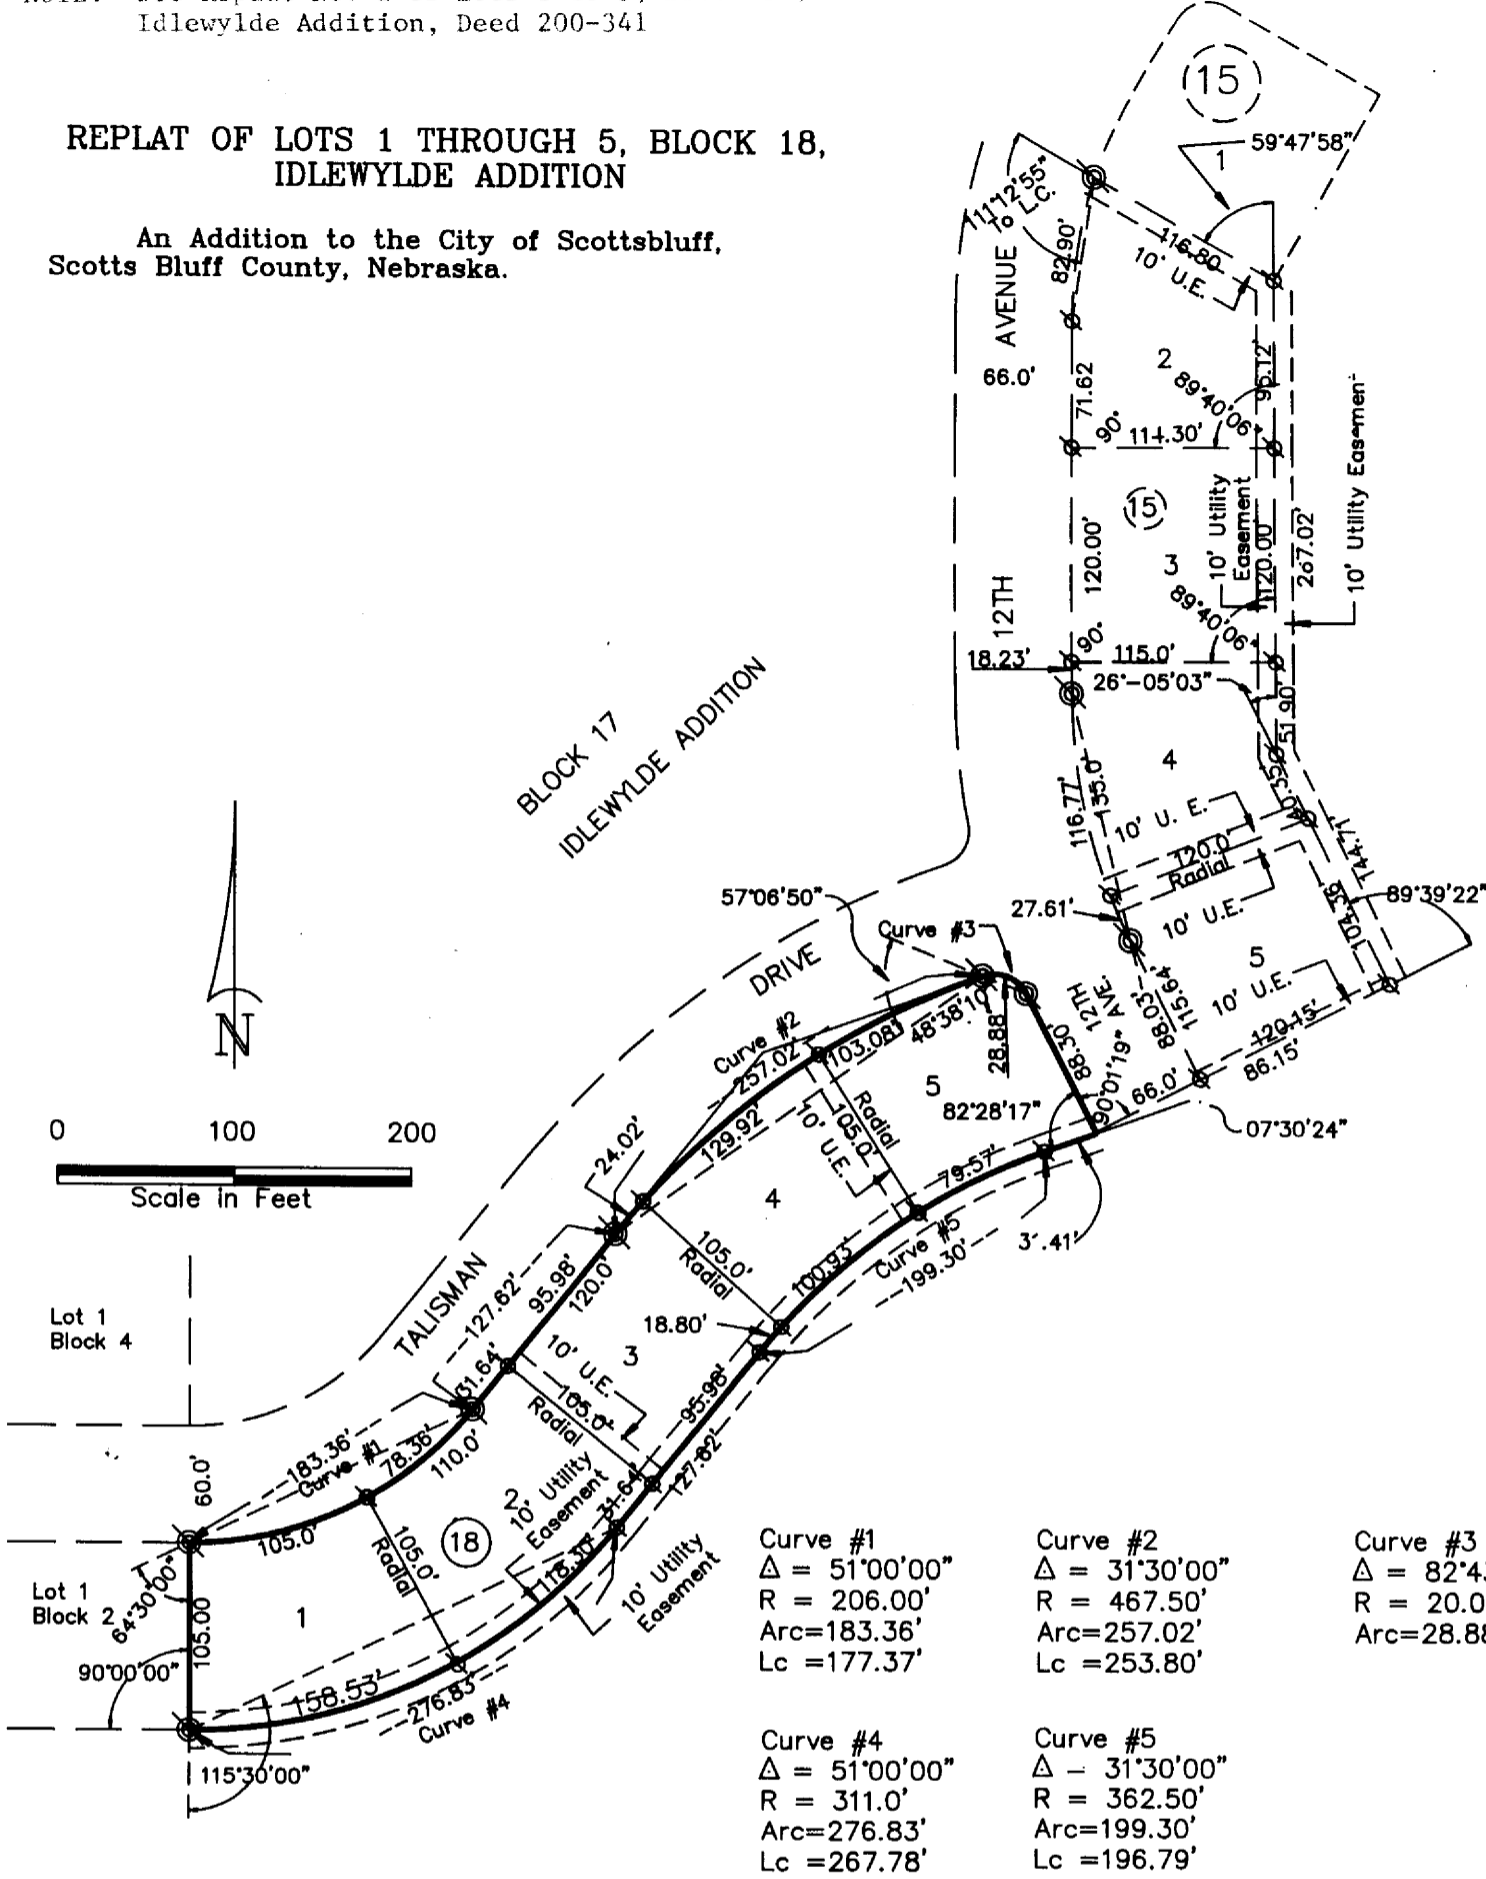 Idlewylde Addition, Deed 200-341
REPLAT OF LOTS 1 THROUGH 5, BLOCK 18,
IDLEWYLDE ADDITION
An Addition to the City of Scottsbluff,
Scotts Bluff County, Nebraska.
15
59°47'58"
1
111°12'55"
To L.C.
116.80
10' U.E.
82.90'
AVENUE
66.0'
71.62
2
95.12'
89°40'06"
90°
114.30'
15
10' Utility
Easement
120.00'
120.00'
267.02'
10' Utility Easemen
3
89°40'06"
12TH
90°
18.23'
115.0'
26°-05'03"
51.90'
BLOCK 17
IDLEWYLDE ADDITION
4
116.77'
135.0'
40.35'
10' U. E.
120.0'
Radial
144.71'
10' U.E.
104.36
89°39'22"
27.61'
5
10' U.E.
57°06'50"
Curve #3
DRIVE
12TH
AVE.
88.03'
115.64'
120.15'
86.15'
Curve #2
257.02'
103.08'
48°38'10"
28.88'
88.30'
90°01'19"
66.0'
5
82°28'17"
07°30'24"
N
0 100 200
Scale in Feet
24.02'
129.92'
Radial
105.0'
10' U.E.
79.57'
4
105.0'
Radial
100.93'
Curve #5
199.30'
31.41'
TALISMAN
127.62'
95.98'
120.0'
18.80'
Lot 1
Block 4
3
10' U.E.
105.0'
Radial
31.64'
95.98'
127.62'
183.36'
Curve #1
78.36'
110.0'
60.0'
105.0'
2
10' Utility
Easement
31.64'
18
105.0'
Radial
118.30'
10' Utility
Easement
Lot 1
Block 2
64°30'00"
105.00
1
90°00'00"
158.53'
276.83'
Curve #4
115°30'00"
Curve #1
Δ = 51°00'00"
R = 206.00'
Arc=183.36'
Lc =177.37'
Curve #2
Δ = 31°30'00"
R = 467.50'
Arc=257.02'
Lc =253.80'
Curve #3
Δ = 82°4
R = 20.0
Arc=28.88
Curve #4
Δ = 51°00'00"
R = 311.0'
Arc=276.83'
Lc =267.78'
Curve #5
Δ – 31°30'00"
R = 362.50'
Arc=199.30'
Lc =196.79'